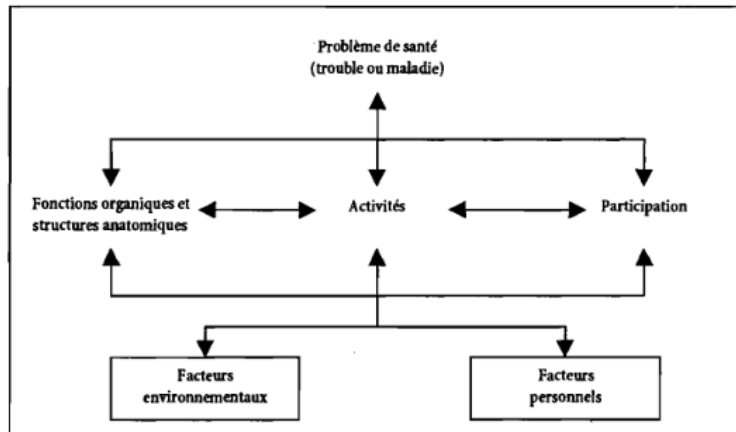 Problème de santé
(trouble ou maladie)
Fonctions organiques et
structures anatomiques
Activités
Participation
Facteurs
environnementaux
Facteurs
personnels